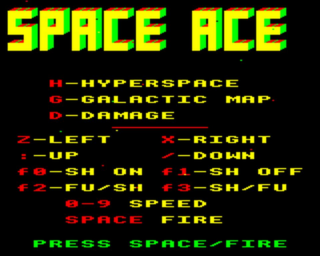 SPACE ACE
H-HYPERSPACE
G-GALACTIC MAP
D-DAMAGE
Z-LEFT X-RIGHT
:-UP /-DOWN
f0-SH ON f1-SH OFF
f2-FU/SH f3-SH/FU
0-9 SPEED
SPACE FIRE
PRESS SPACE/FIRE